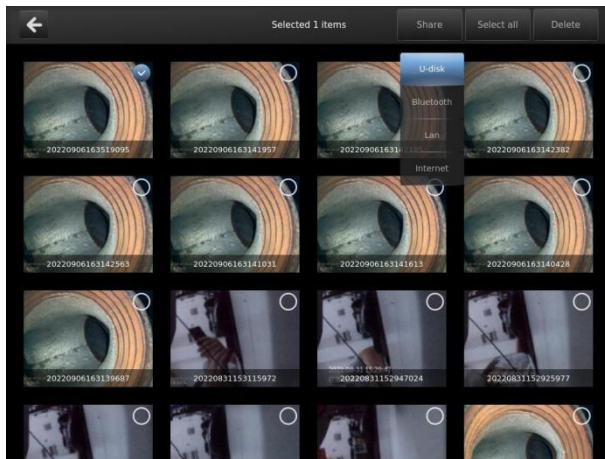 Selected 1 items
Share
Select all
Delete
U-disk
Bluetooth
Lan
Internet
20220906163519095
20220906163141957
20220906163142382
20220906163142563
20220906163141031
20220906163141613
20220906163140428
20220906163139687
20220831153115972
20220831152947024
20220831152925977